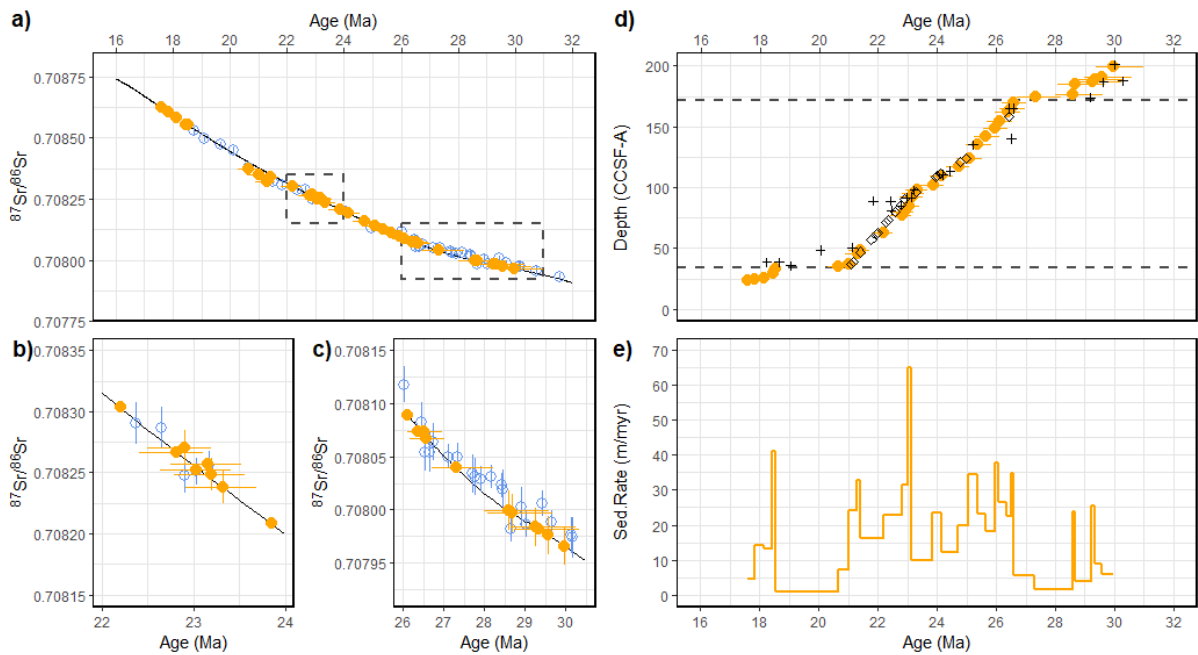 a)
Age (Ma)
16 18 20 22 24 26 28 30 32
0.70875
0.70850
0.70825
0.70800
0.70775
87Sr/86Sr
b)
0.70835
0.70830
0.70825
0.70820
0.70815
87Sr/86Sr
22 23 24
Age (Ma)
c)
0.70815
0.70810
0.70805
0.70800
0.70795
87Sr/86Sr
26 27 28 29 30
Age (Ma)
d)
Age (Ma)
16 18 20 22 24 26 28 30 32
200
150
100
50
0
Depth (CCSF-A)
e)
70
60
50
40
30
20
10
0
Sed.Rate (m/myr)
16 18 20 22 24 26 28 30 32
Age (Ma)